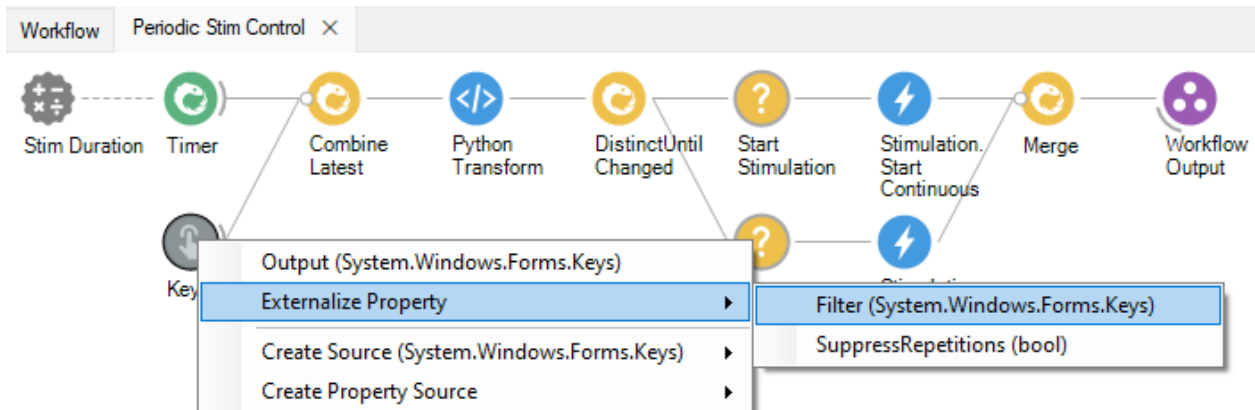 Workflow
Periodic Stim Control
Stim Duration
Timer
Combine
Latest
Python
Transform
DistinctUntil
Changed
Start
Stimulation
Stimulation.
Start
Continuous
Merge
Workflow
Output
Key
Output (System.Windows.Forms.Keys)
Externalize Property
Create Source (System.Windows.Forms.Keys)
Create Property Source
Filter (System.Windows.Forms.Keys)
SuppressRepetitions (bool)